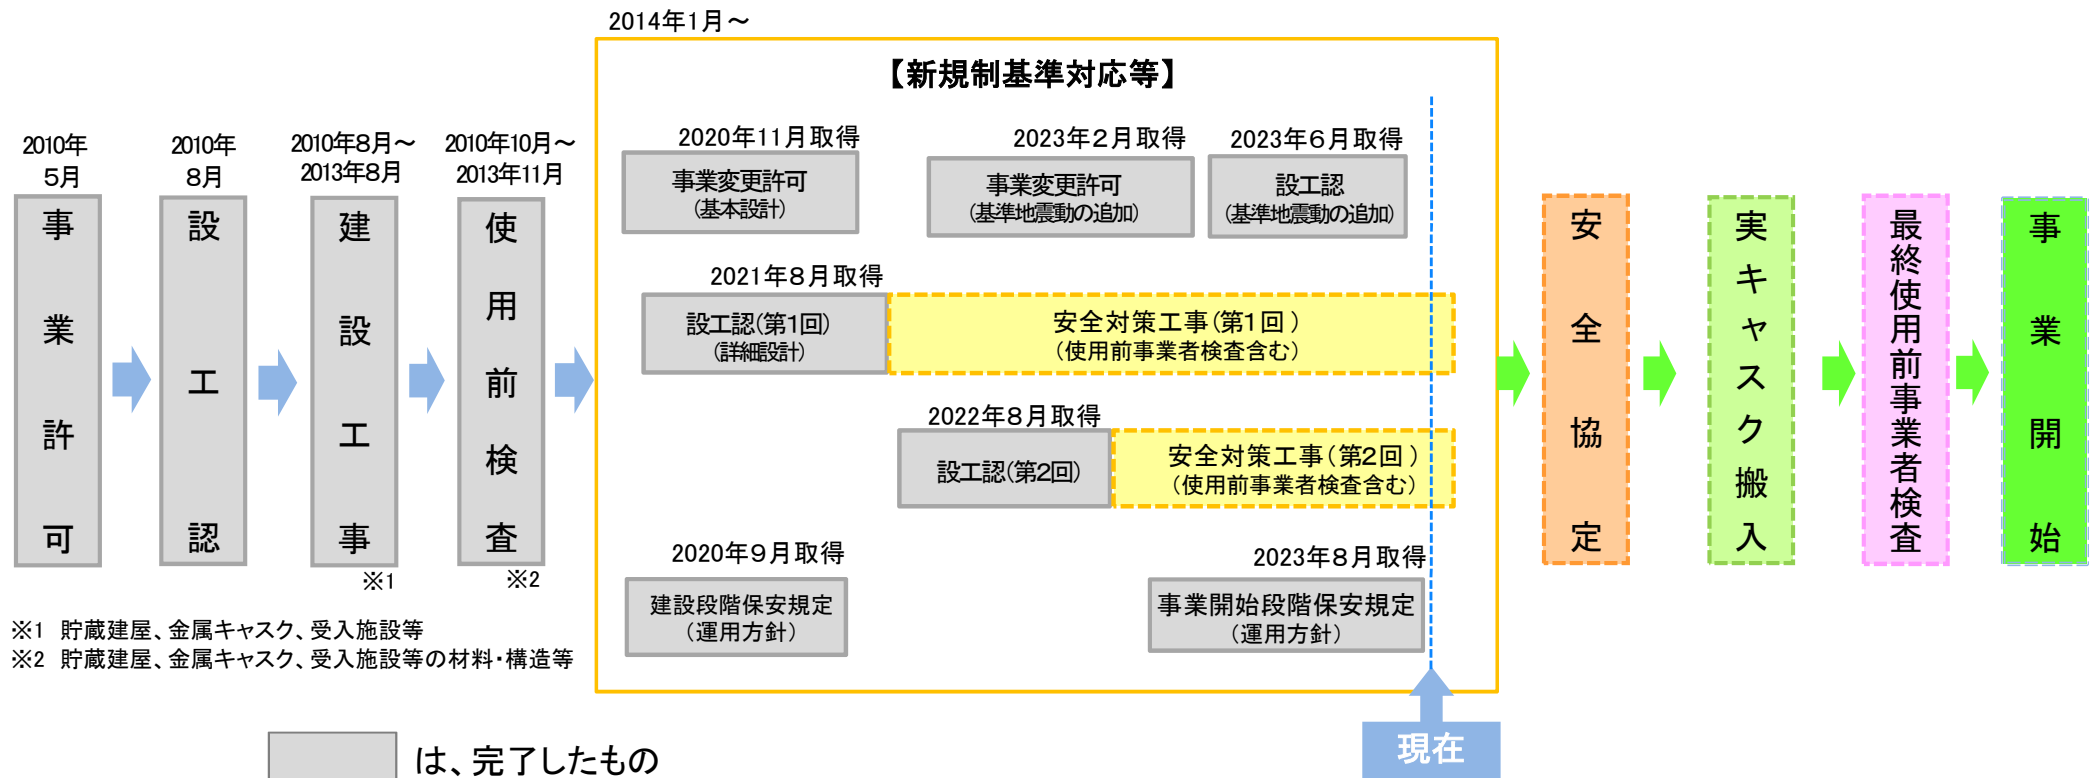 2014年1月～
【新規制基準対応等】
2010年
5月
事業許可
2010年
8月
設工認
2010年8月～
2013年8月
建設工事
※1
2010年10月～
2013年11月
使用前検査
※2
2020年11月取得
事業変更許可
(基本設計)
2023年2月取得
事業変更許可
(基準地震動の追加)
2023年6月取得
設工認
(基準地震動の追加)
2021年8月取得
設工認(第1回)
(詳細設計)
安全対策工事(第1回)
(使用前事業者検査含む)
2022年8月取得
設工認(第2回)
安全対策工事(第2回)
(使用前事業者検査含む)
2020年9月取得
建設段階保安規定
(運用方針)
2023年8月取得
事業開始段階保安規定
(運用方針)
現在
安全協定
実キャスク搬入
最終使用前事業者検査
事業開始
※1 貯蔵建屋、金属キャスク、受入施設等
※2 貯蔵建屋、金属キャスク、受入施設等の材料・構造等
は、完了したもの